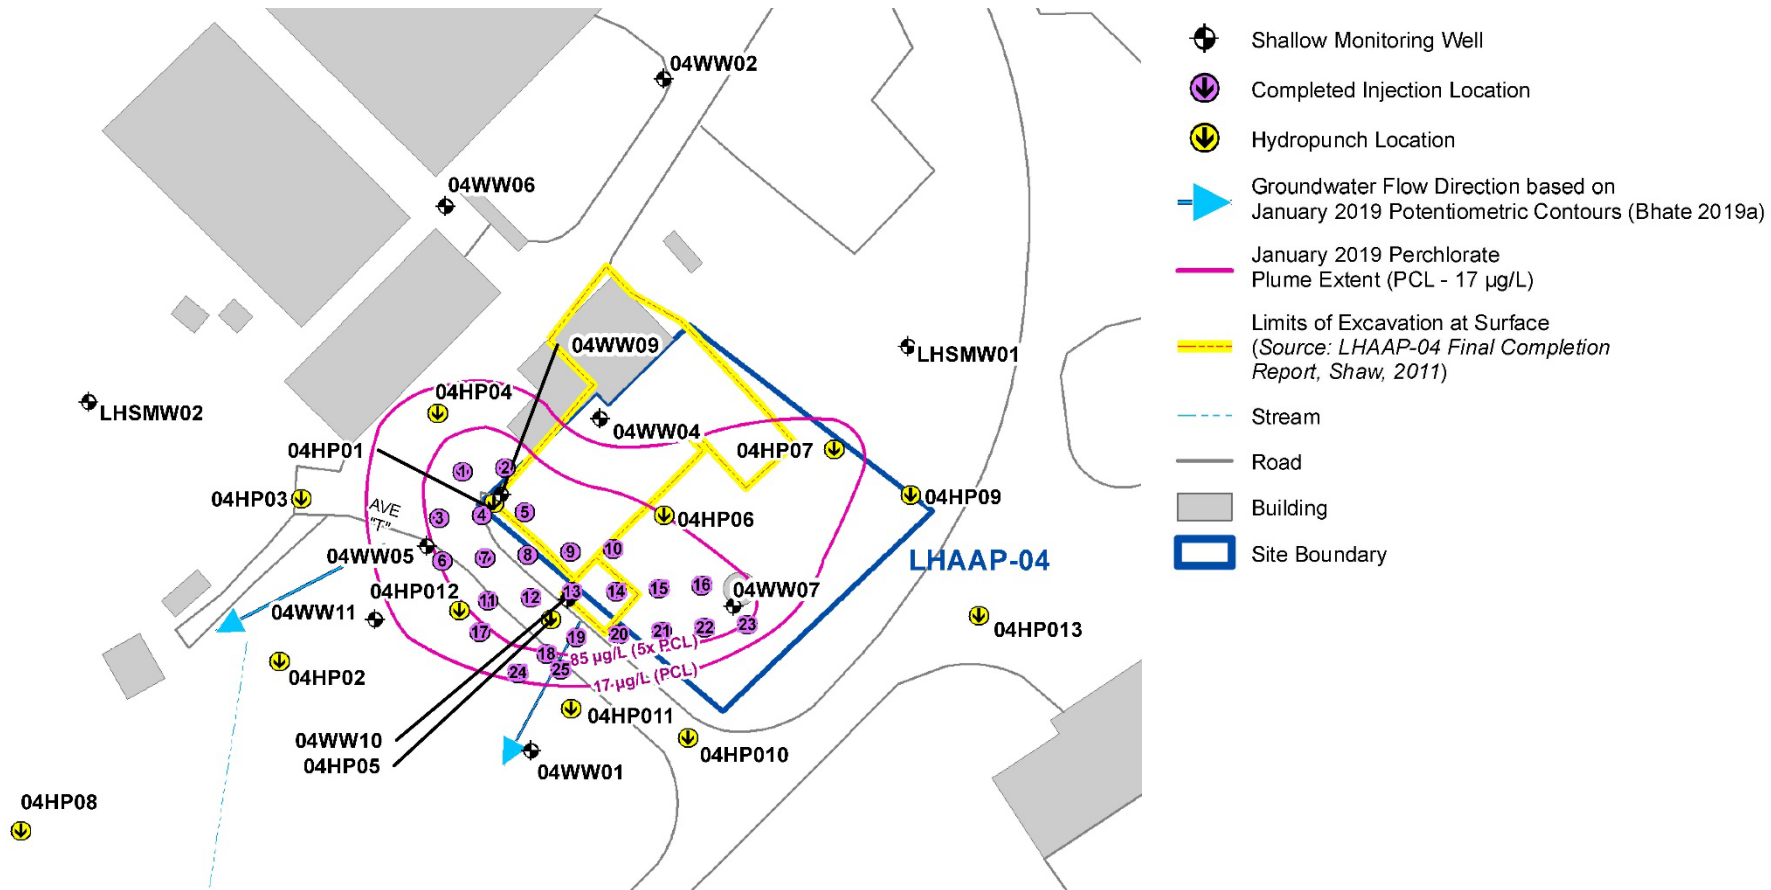 04WW02
04WW06
04WW09
LHSMW01
04HP04
LHSMW02
04WW04
04HP01
04HP07
04HP03
AVE
"T"
04HP09
04HP06
04WW05
LHAAP-04
04HP012
04WW11
04WW07
04HP013
04HP02
1
2
3
4
5
6
7
8
9
10
11
12
13
14
15
16
17
18
19
20
21
22
23
24
25
85 µg/L (5x PCL)
17 µg/L (PCL)
04HP011
04WW10
04HP05
04HP010
04WW01
04HP08
Shallow Monitoring Well
Completed Injection Location
Hydropunch Location
Groundwater Flow Direction based on
January 2019 Potentiometric Contours (Bhate 2019a)
January 2019 Perchlorate
Plume Extent (PCL - 17 µg/L)
Limits of Excavation at Surface
(Source: LHAAP-04 Final Completion
Report, Shaw, 2011)
Stream
Road
Building
Site Boundary